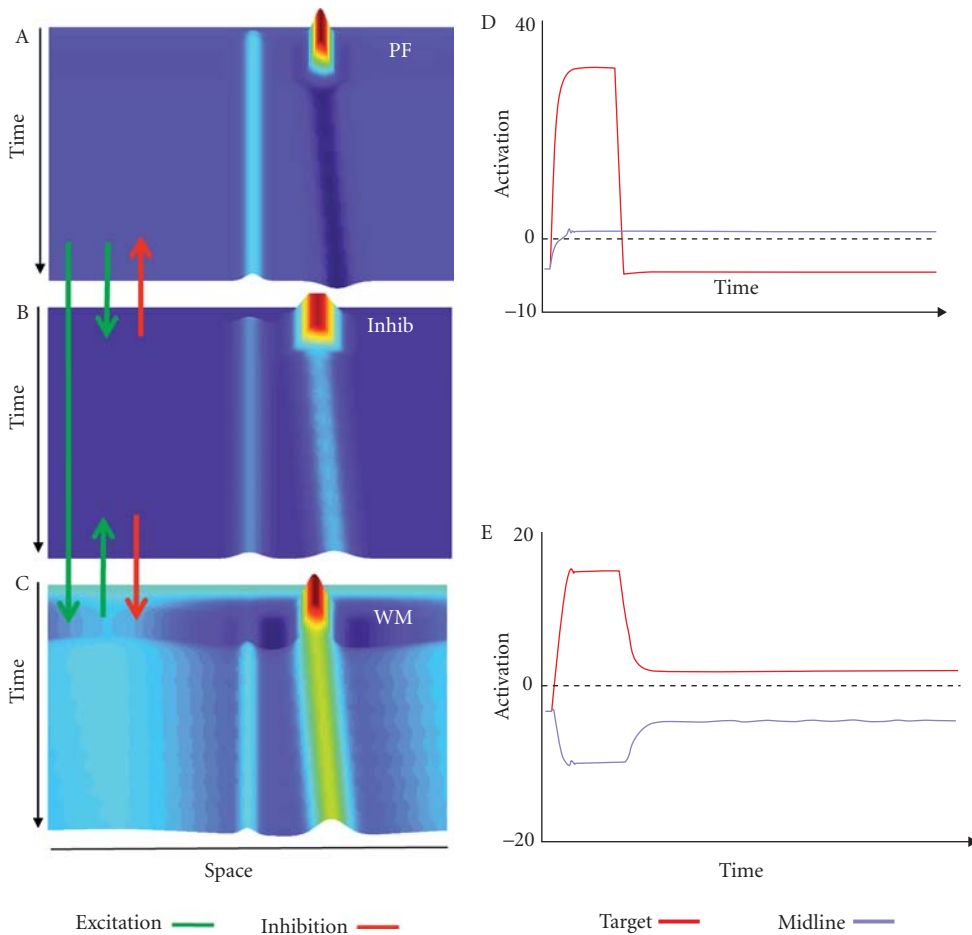 A
PF
Time
B
Inhib
Time
C
WM
Time
Space
Excitation
Inhibition
D
40
Activation
0
Time
−10
E
20
Activation
0
−20
Time
Target
Midline